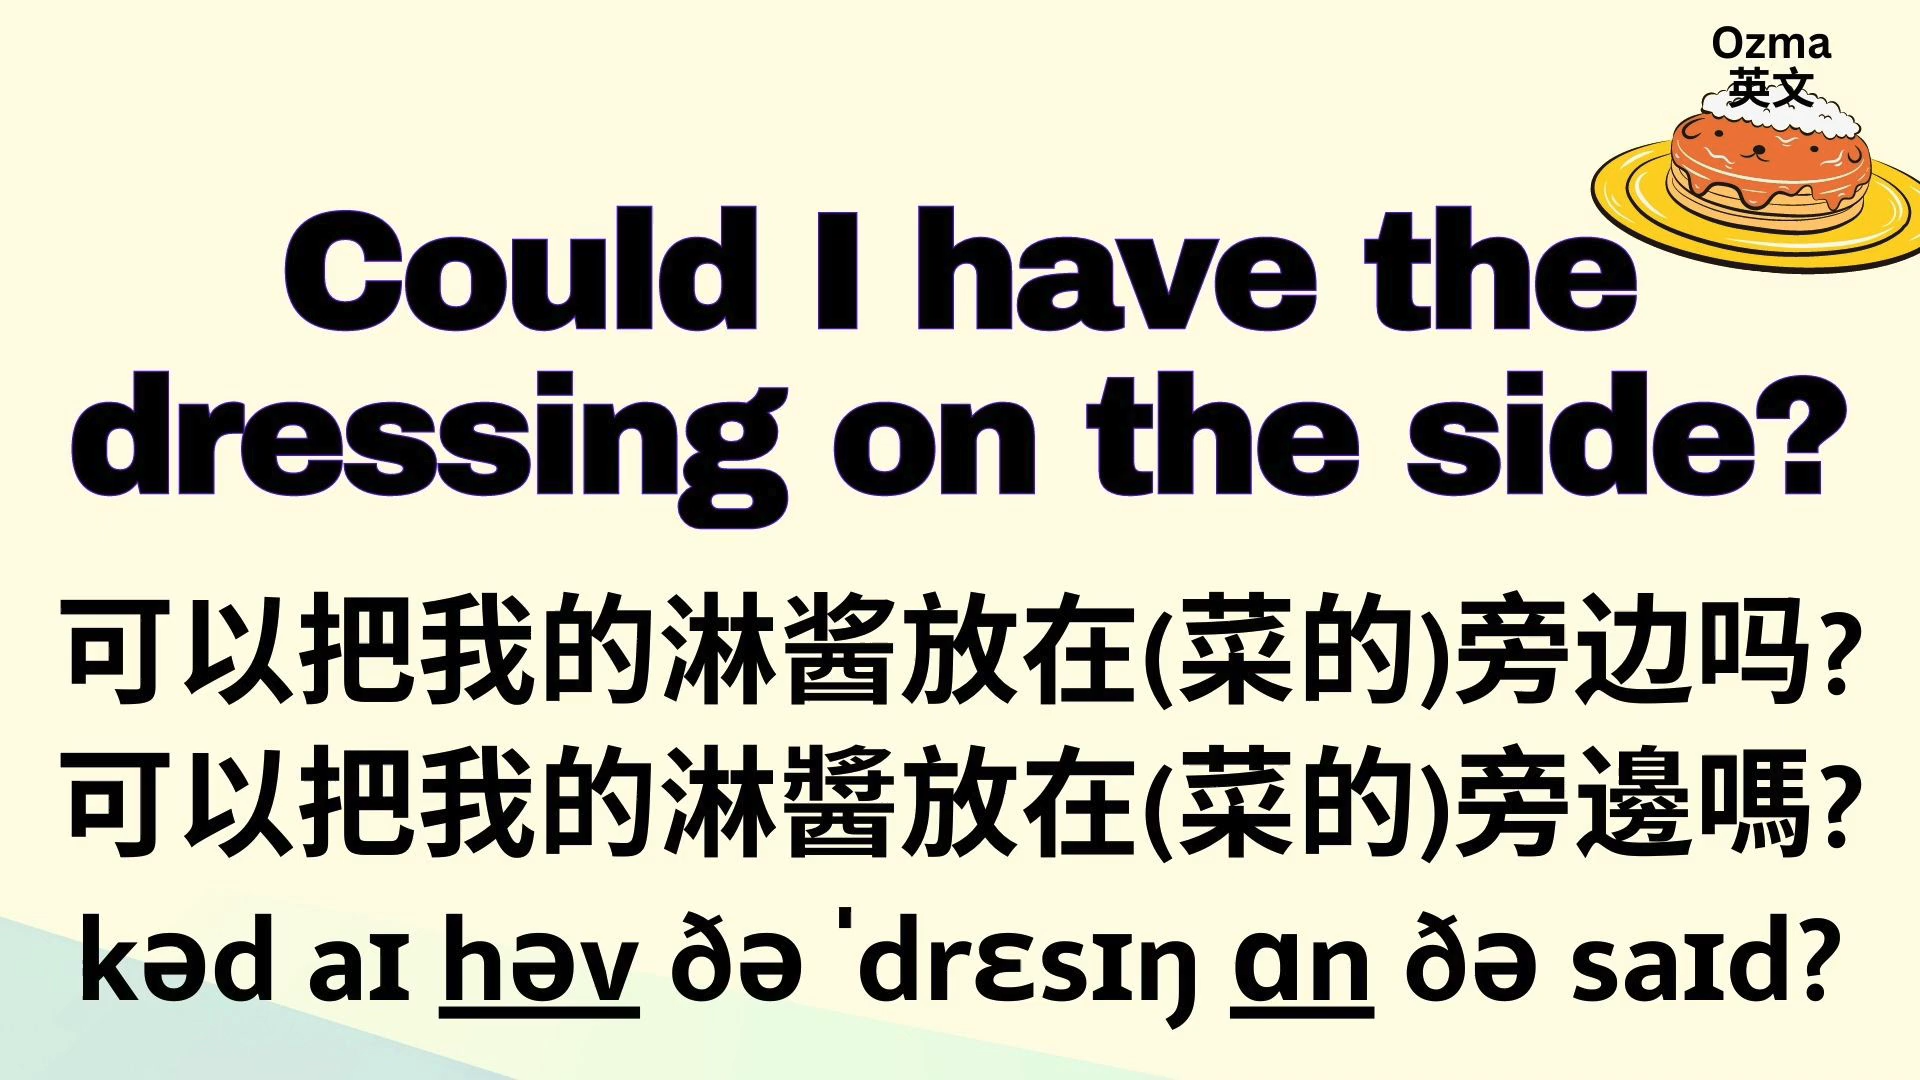 Ozma
英文
Could I have the
dressing on the side?
可以把我的淋酱放在(菜的)旁边吗?
可以把我的淋醬放在(菜的)旁邊嗎?
kəd aɪ həv ðə ˈdrɛsɪŋ ɑn ðə saɪd?